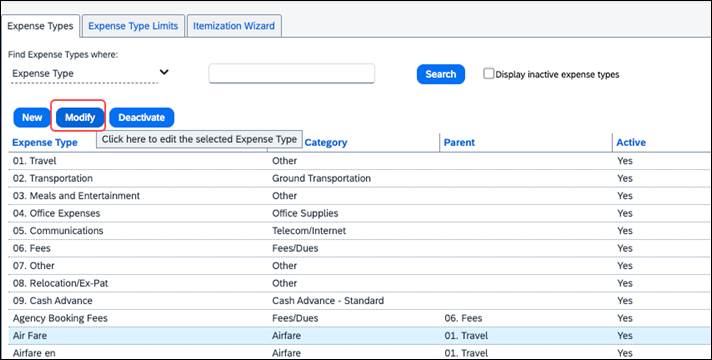 Expense Types Expense Type Limits Itemization Wizard
Find Expense Types where:
Expense Type Search Display inactive expense types
New Modify Deactivate
Click here to edit the selected Expense Type
Expense Type Category Parent Active
01. Travel Other Yes
02. Transportation Ground Transportation Yes
03. Meals and Entertainment Other Yes
04. Office Expenses Office Supplies Yes
05. Communications Telecom/Internet Yes
06. Fees Fees/Dues Yes
07. Other Other Yes
08. Relocation/Ex-Pat Other Yes
09. Cash Advance Cash Advance - Standard Yes
Agency Booking Fees Fees/Dues 06. Fees Yes
Air Fare Airfare 01. Travel Yes
Airfare en Airfare 01. Travel Yes